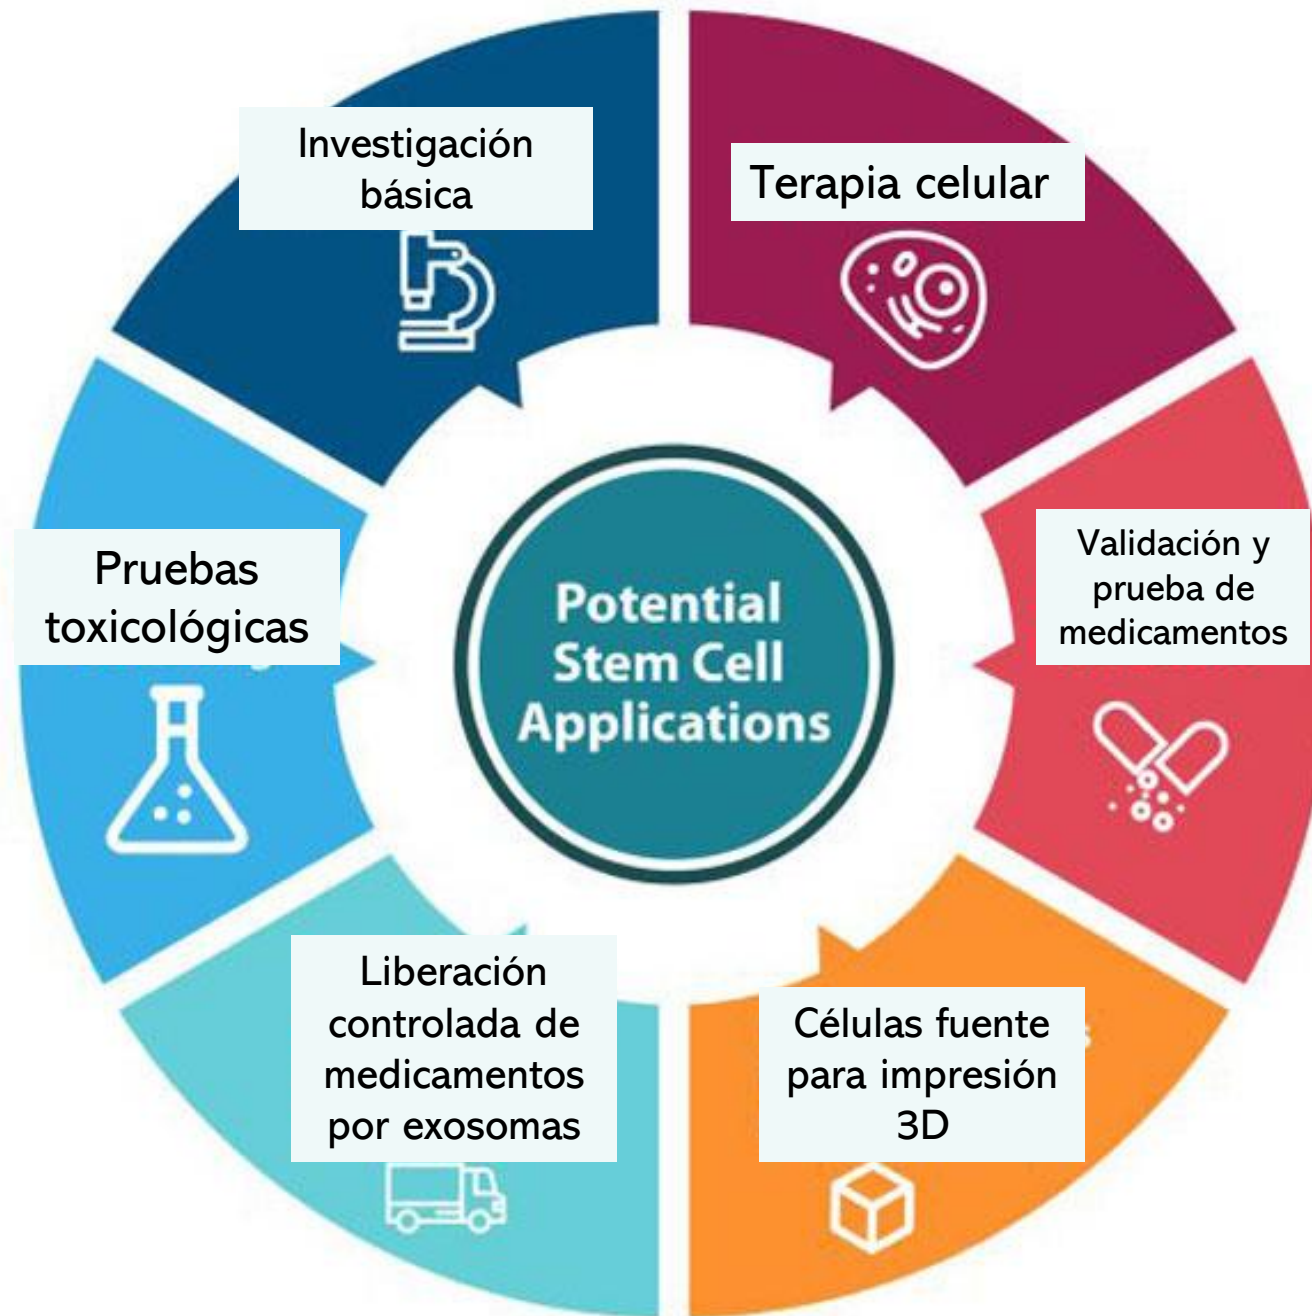 Investigación
básica
Terapia celular
Pruebas
toxicológicas
Potential
Stem Cell
Applications
Validación y
prueba de
medicamentos
Liberación
controlada de
medicamentos
por exosomas
Células fuente
para impresión
3D